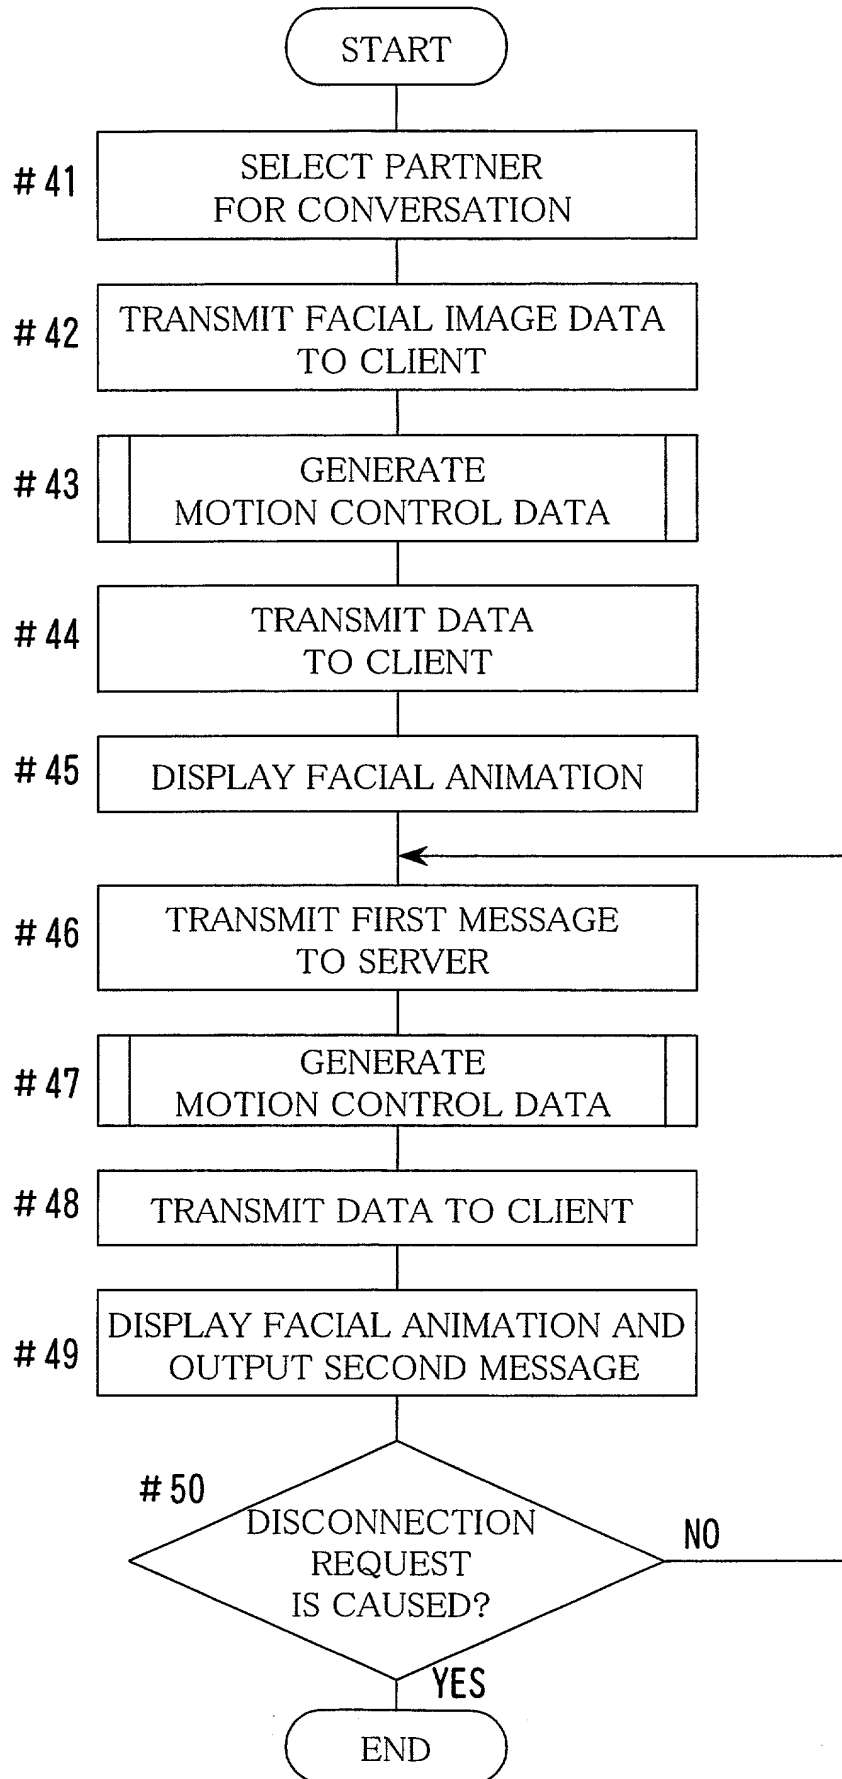 START
#41
SELECT PARTNER
FOR CONVERSATION
#42
TRANSMIT FACIAL IMAGE DATA
TO CLIENT
#43
GENERATE
MOTION CONTROL DATA
#44
TRANSMIT DATA
TO CLIENT
#45
DISPLAY FACIAL ANIMATION
#46
TRANSMIT FIRST MESSAGE
TO SERVER
#47
GENERATE
MOTION CONTROL DATA
#48
TRANSMIT DATA TO CLIENT
#49
DISPLAY FACIAL ANIMATION AND
OUTPUT SECOND MESSAGE
#50
DISCONNECTION
REQUEST
IS CAUSED?
NO
YES
END